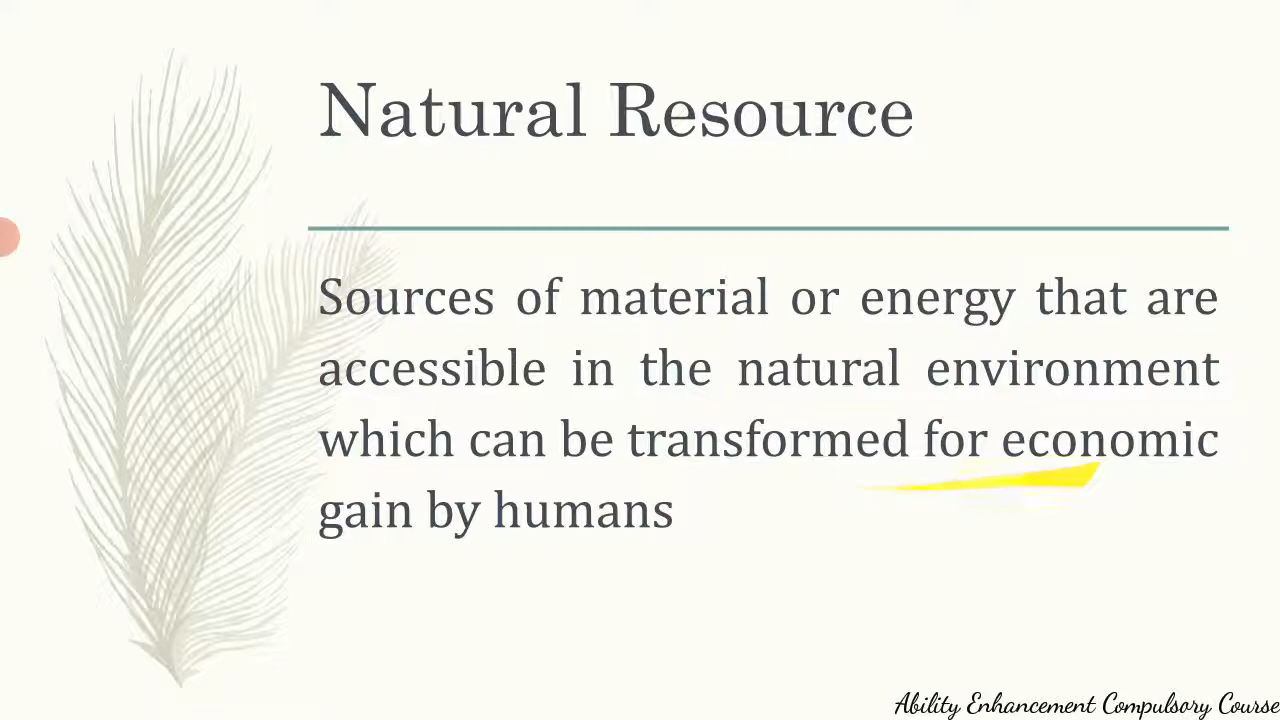 Natural Resource
Sources of material or energy that are
accessible in the natural environment
which can be transformed for economic
gain by humans
Ability Enhancement Compulsory Course